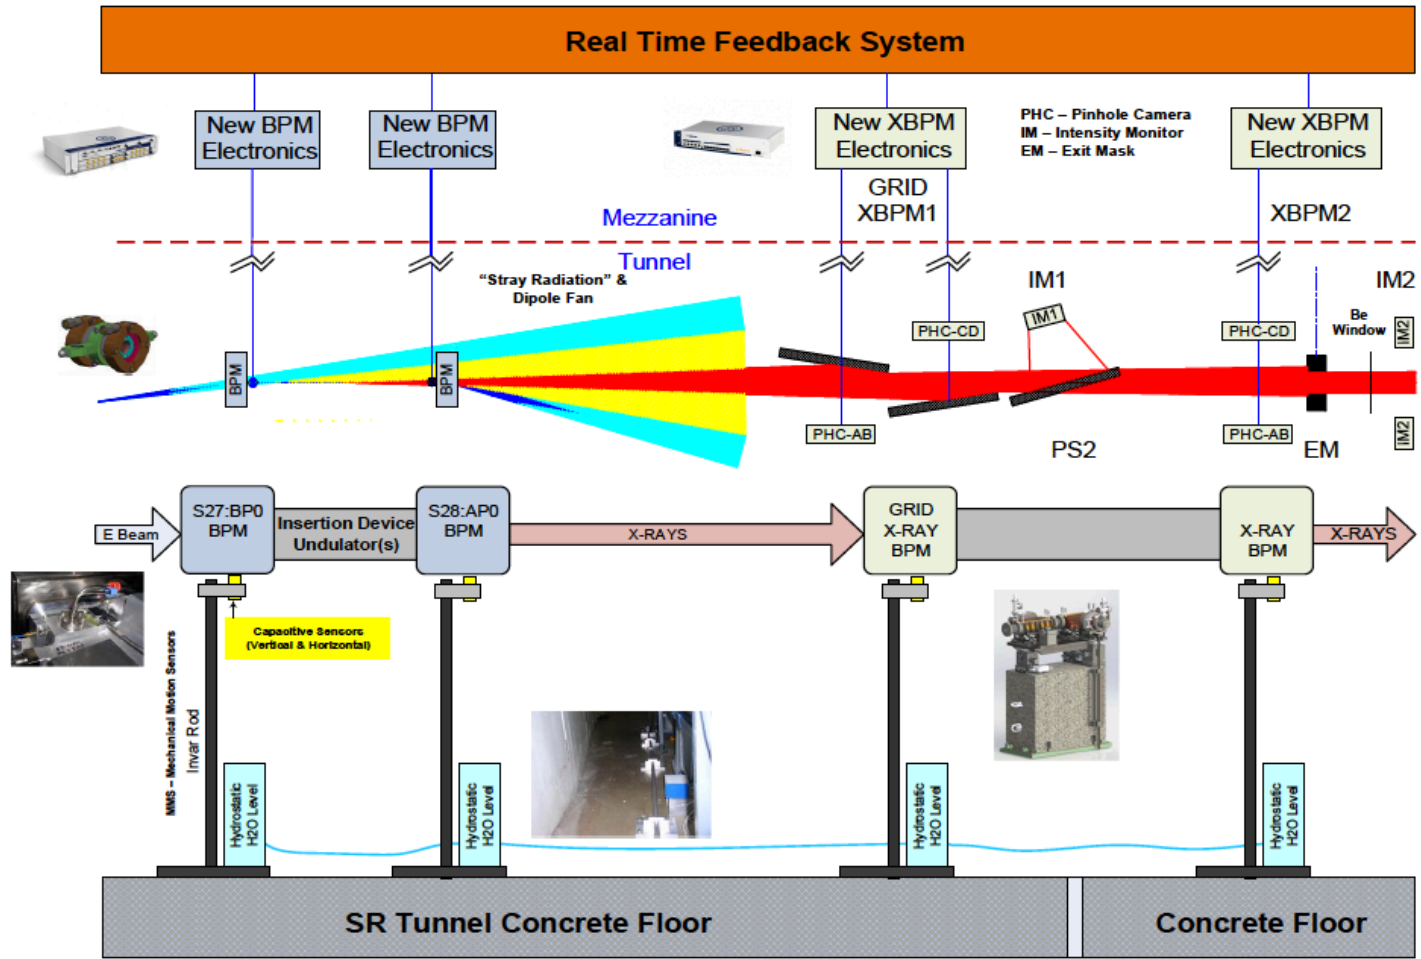 Real Time Feedback System
New BPM
Electronics
New BPM
Electronics
New XBPM
Electronics
PHC – Pinhole Camera
IM – Intensity Monitor
EM – Exit Mask
New XBPM
Electronics
GRID
XBPM1
XBPM2
Mezzanine
Tunnel
"Stray Radiation" &
Dipole Fan
IM1
IM2
IM1
PHC-CD
PHC-CD
Be
Window
IM2
BPM
BPM
PHC-AB
PHC-AB
IM2
PS2
EM
E Beam
S27:BP0
BPM
Insertion Device
Undulator(s)
S28:AP0
BPM
X-RAYS
GRID
X-RAY
BPM
X-RAY
BPM
X-RAYS
Capacitive Sensors
(Vertical & Horizontal)
MMS – Mechanical Motion Sensors
Invar Rod
Hydrostatic
H2O Level
Hydrostatic
H2O Level
Hydrostatic
H2O Level
Hydrostatic
H2O Level
SR Tunnel Concrete Floor
Concrete Floor